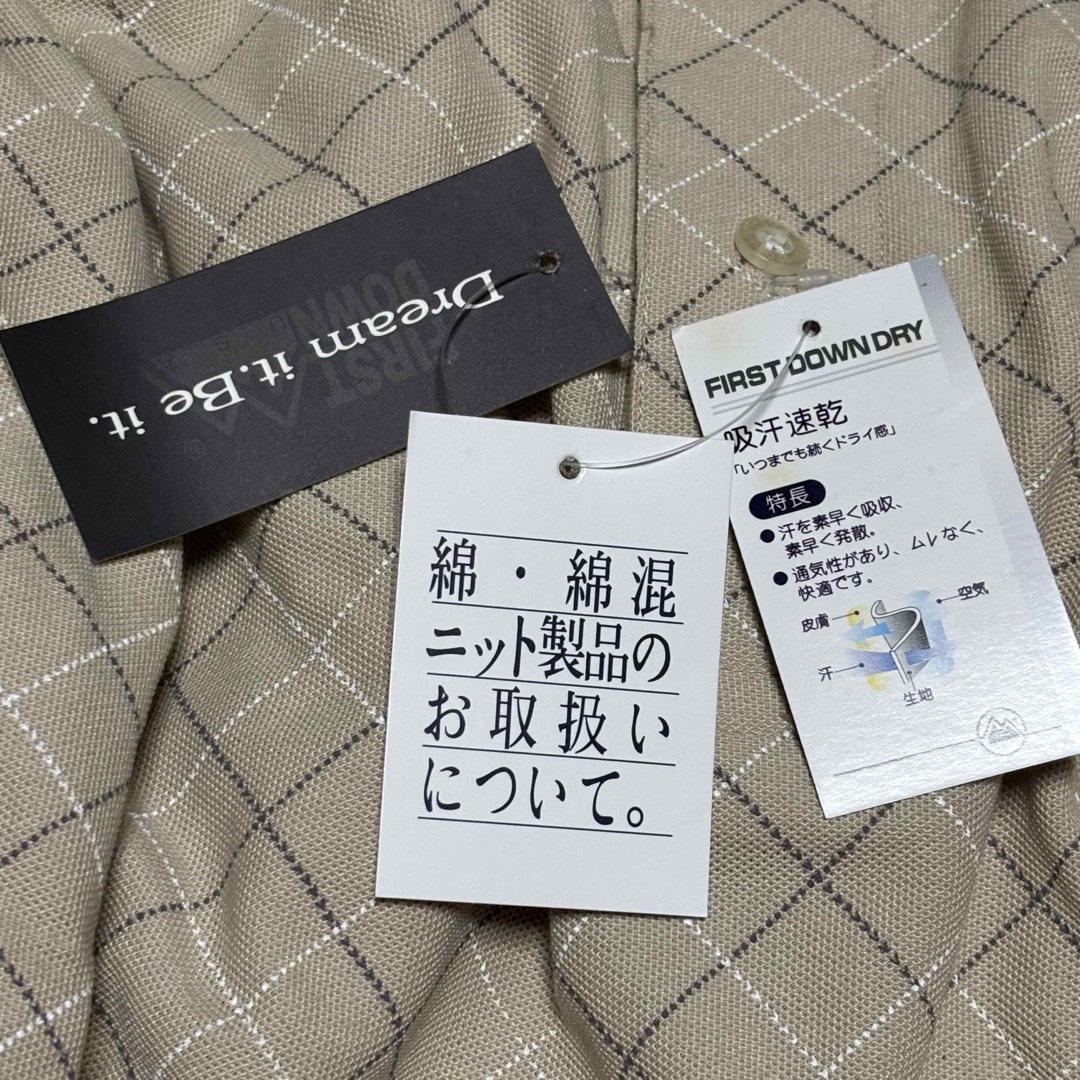 Dream it. Be it.
FIRST
DOWN
®
綿・綿混
ニット製品の
お取扱い
について。
FIRST DOWN DRY
吸汗速乾
「いつまでも続くドライ感」
特長
●汗を素早く吸収、
素早く発散。
●通気性があり、ムレなく、
快適です。
皮膚
空気
汗
生地